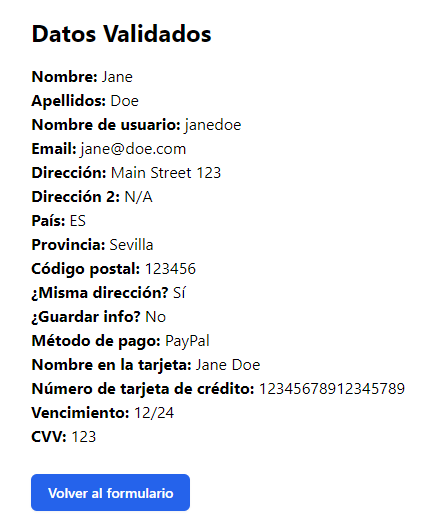 Datos Validados
Nombre: Jane
Apellidos: Doe
Nombre de usuario: janedoe
Email: jane@doe.com
Dirección: Main Street 123
Dirección 2: N/A
País: ES
Provincia: Sevilla
Código postal: 123456
¿Misma dirección? Sí
¿Guardar info? No
Método de pago: PayPal
Nombre en la tarjeta: Jane Doe
Número de tarjeta de crédito: 12345678912345789
Vencimiento: 12/24
CVV: 123
Volver al formulario